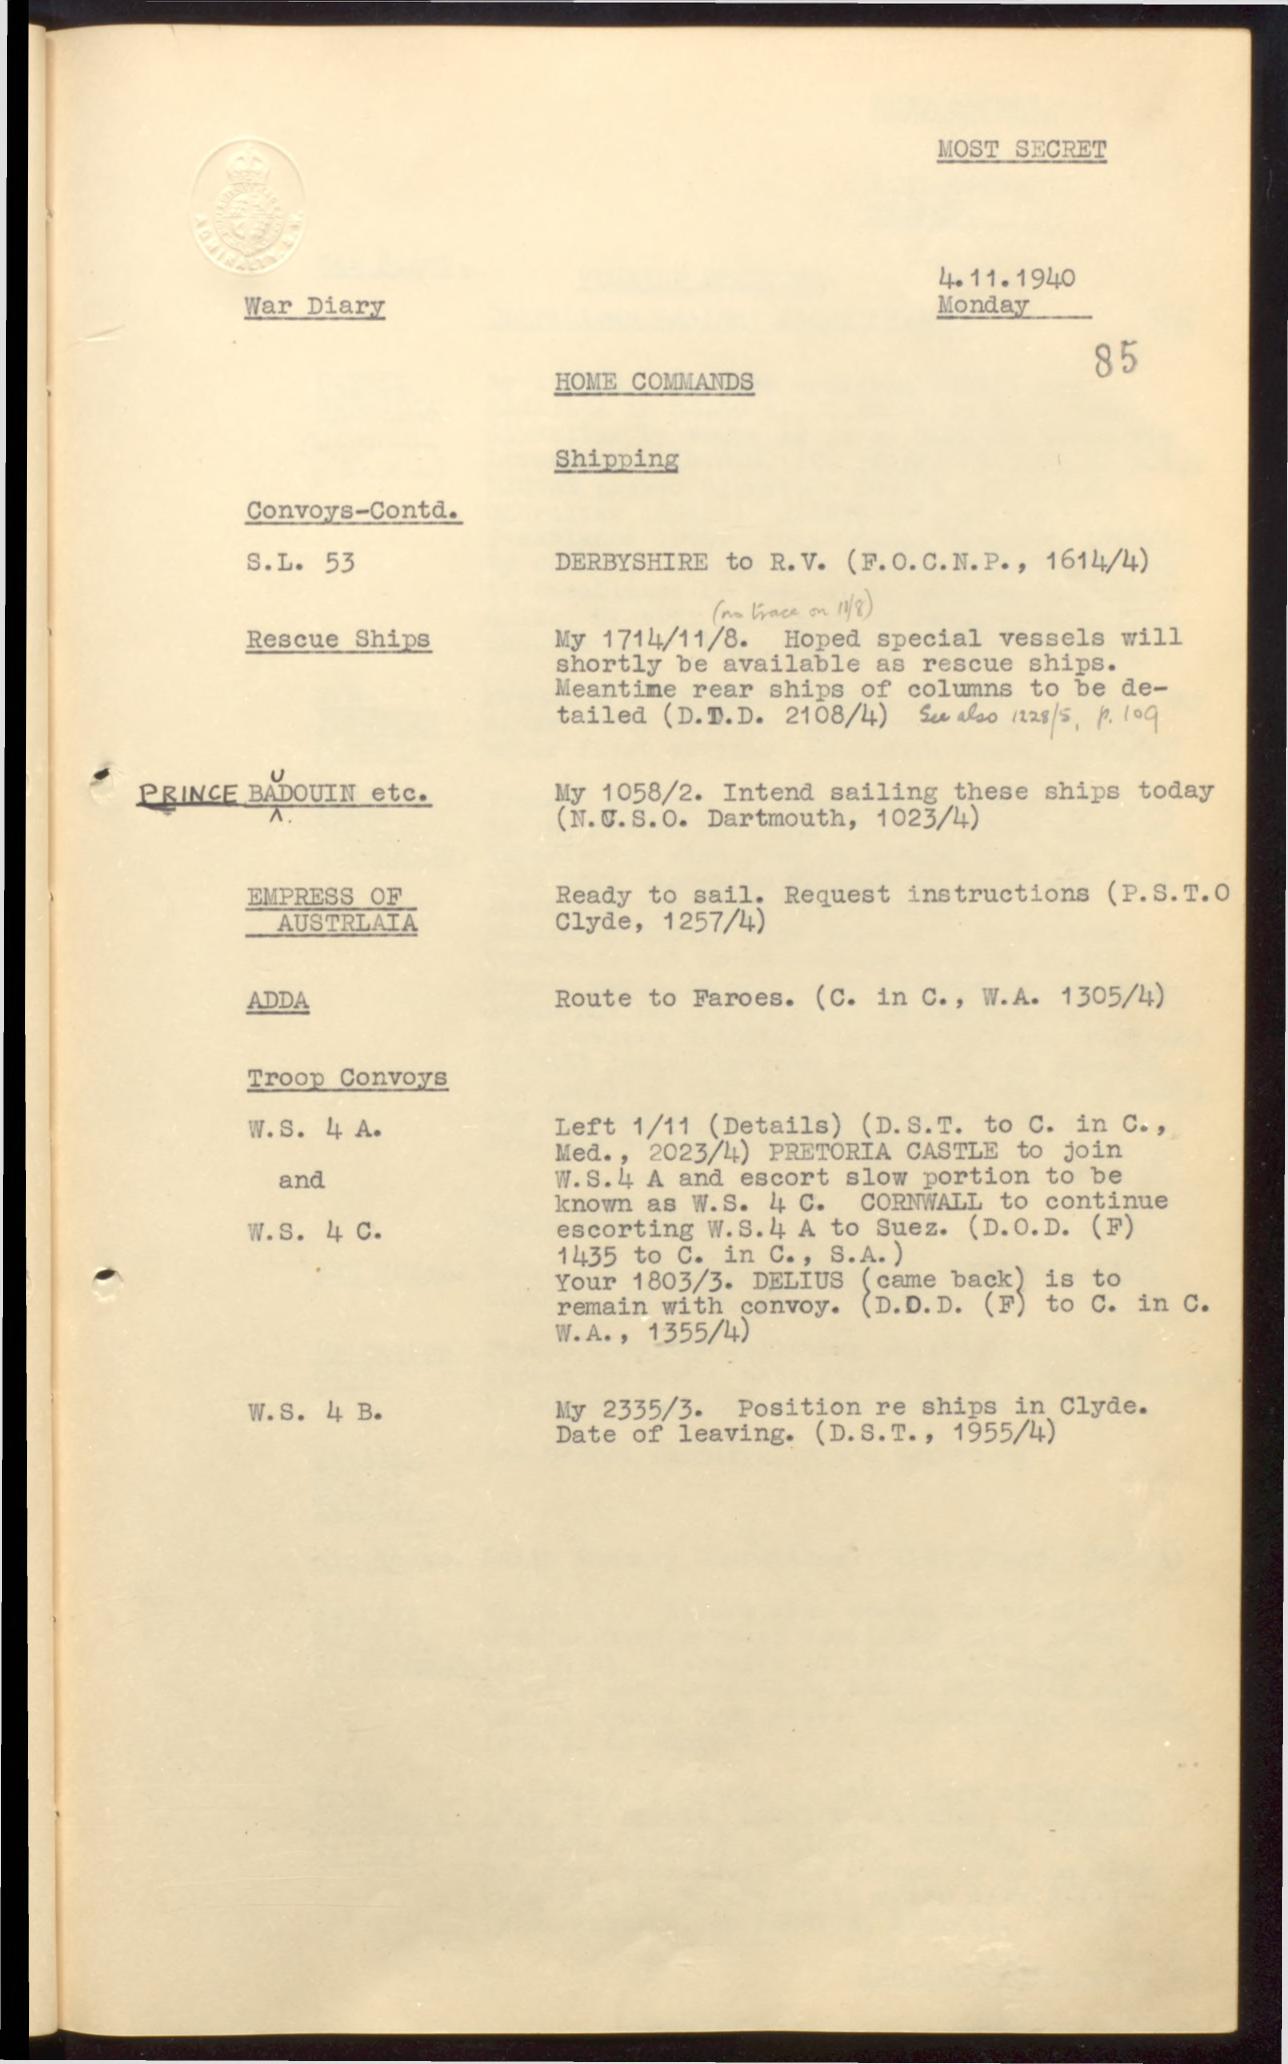 MOST SECRET
4.11.1940
War Diary
Monday
85
HOME COMMANDS
Shipping
Convoys-Contd.
S.L. 53 DERBYSHIRE to R.V. (F.O.C.N.P., 1614/4)
(no trace on 11/8)
Rescue Ships My 1714/11/8. Hoped special vessels will
shortly be available as rescue ships.
Meantime rear ships of columns to be de-
tailed (D.T.D. 2108/4) See also 1228/5, p. 109
U
PRINCE BADOUIN etc. My 1058/2. Intend sailing these ships today
(N.C.S.O. Dartmouth, 1023/4)
EMPRESS OF Ready to sail. Request instructions (P.S.T.O
AUSTRLAIA Clyde, 1257/4)
ADDA Route to Faroes. (C. in C., W.A. 1305/4)
Troop Convoys
W.S. 4 A. Left 1/11 (Details) (D.S.T. to C. in C.,
Med., 2023/4) PRETORIA CASTLE to join
and W.S.4 A and escort slow portion to be
known as W.S. 4 C. CORNWALL to continue
W.S. 4 C. escorting W.S.4 A to Suez. (D.O.D. (F)
1435 to C. in C., S.A.)
Your 1803/3. DELIUS (came back) is to
remain with convoy. (D.O.D. (F) to C. in C.
W.A., 1355/4)
W.S. 4 B. My 2335/3. Position re ships in Clyde.
Date of leaving. (D.S.T., 1955/4)